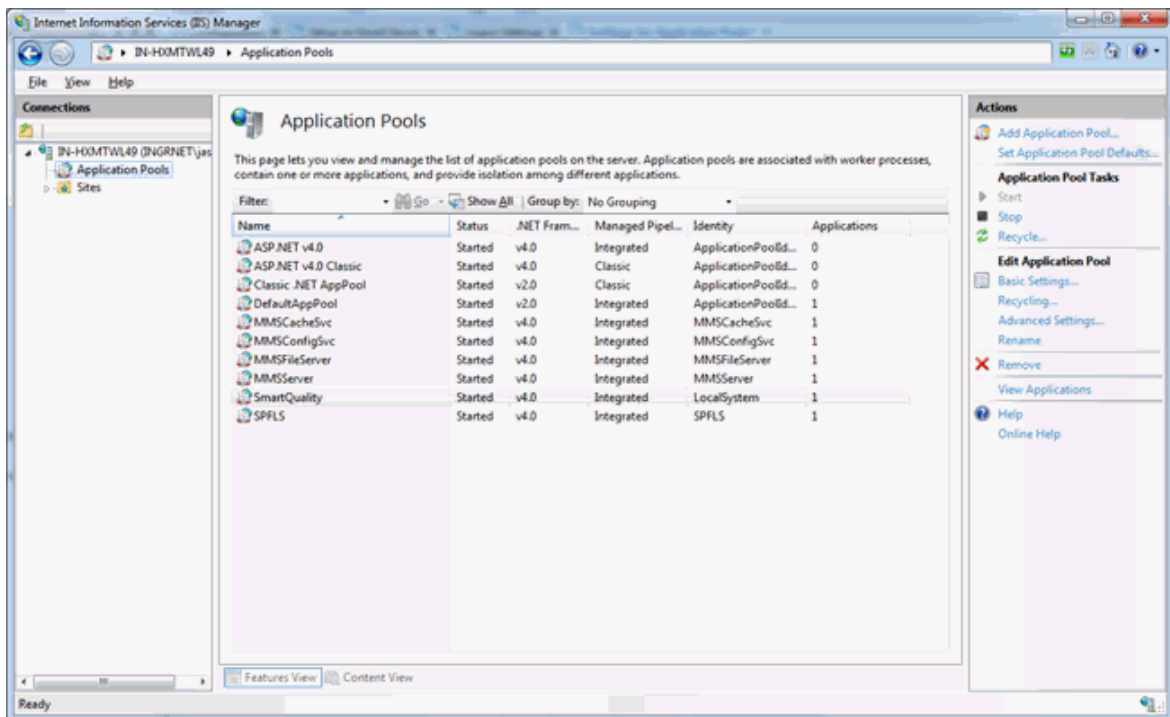 Internet Information Services (IIS) Manager
IN-HXMTWL49 Application Pools
File View Help
Connections
IN-HXMTWL49 (INGRNET\jas
Application Pools
Sites
Application Pools
This page lets you view and manage the list of application pools on the server. Application pools are associated with worker processes,
contain one or more applications, and provide isolation among different applications.
Filter: Go Show All Group by: No Grouping
Name Status .NET Fram... Managed Pipel... Identity Applications
ASP.NET v4.0 Started v4.0 Integrated ApplicationPoolId... 0
ASP.NET v4.0 Classic Started v4.0 Classic ApplicationPoolId... 0
Classic .NET AppPool Started v2.0 Classic ApplicationPoolId... 0
DefaultAppPool Started v2.0 Integrated ApplicationPoolId... 1
MMSCacheSvc Started v4.0 Integrated MMSCacheSvc 1
MMSConfigSvc Started v4.0 Integrated MMSConfigSvc 1
MMSFileServer Started v4.0 Integrated MMSFileServer 1
MMSServer Started v4.0 Integrated MMSServer 1
SmartQuality Started v4.0 Integrated LocalSystem 1
SPFLS Started v4.0 Integrated SPFLS 1
Features View Content View
Actions
Add Application Pool...
Set Application Pool Defaults...
Application Pool Tasks
Start
Stop
Recycle...
Edit Application Pool
Basic Settings...
Recycling...
Advanced Settings...
Rename
Remove
View Applications
Help
Online Help
Ready